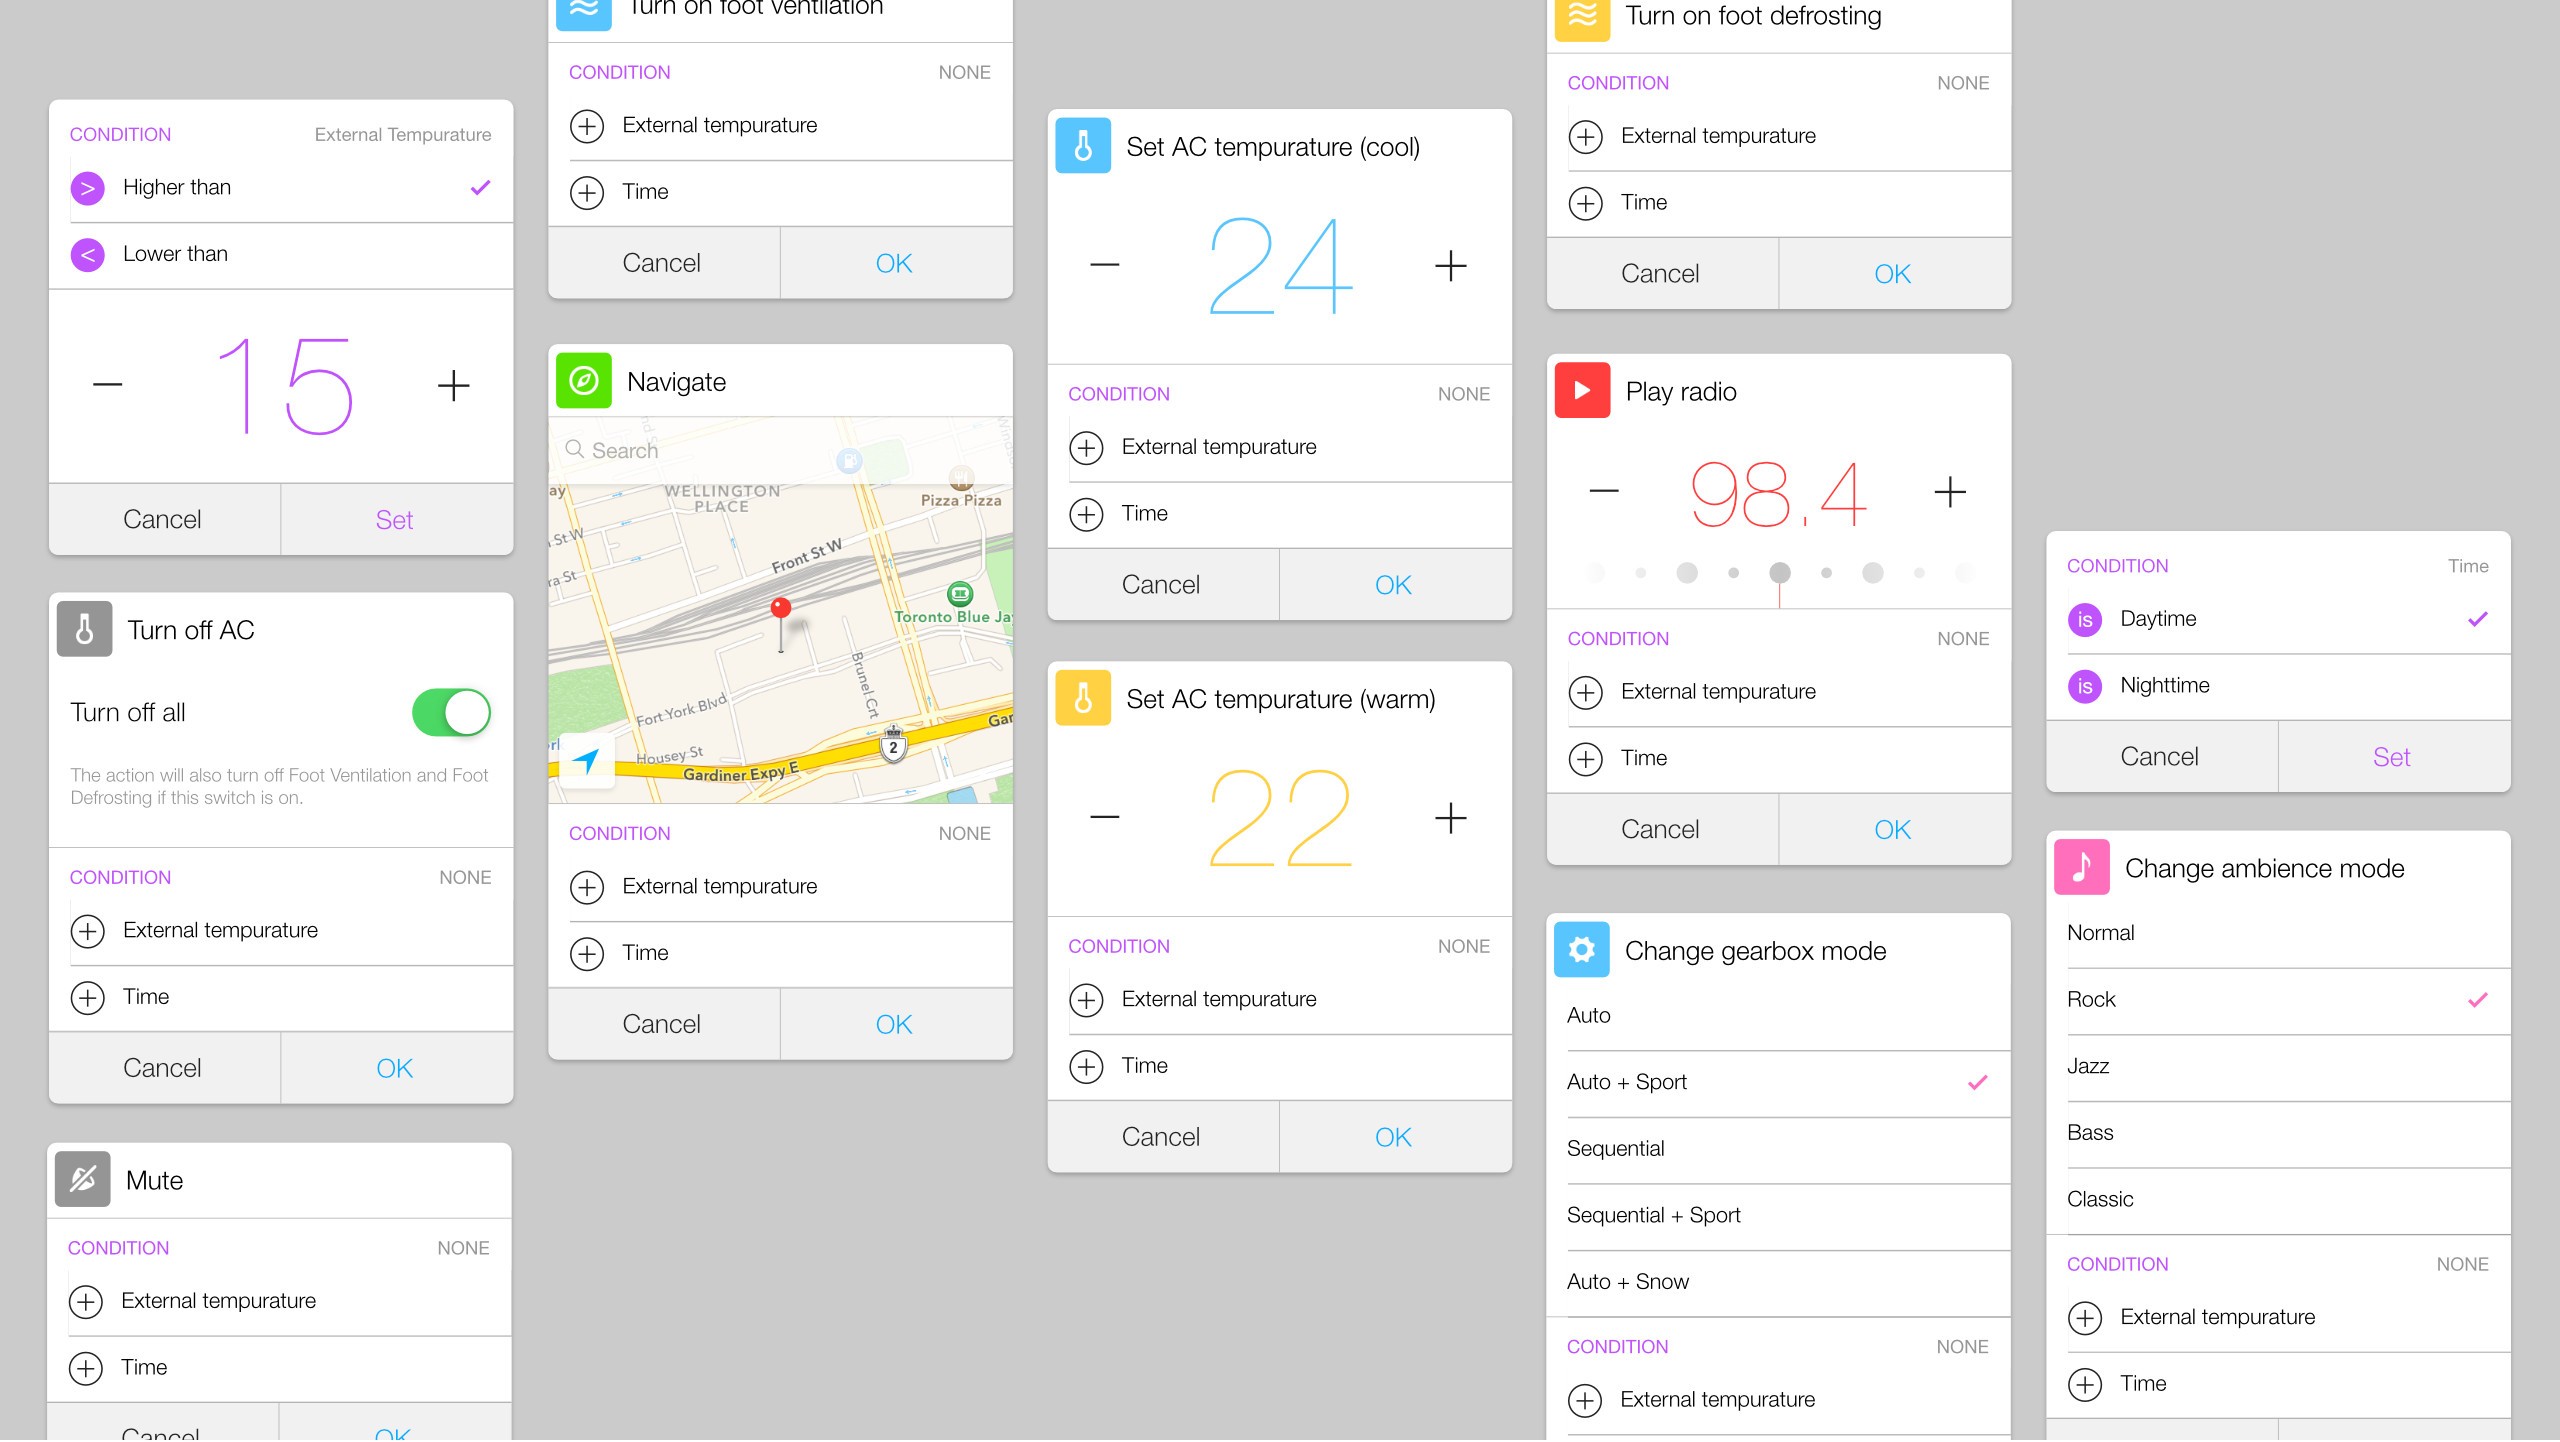 CONDITION External Tempurature
> Higher than
< Lower than
15
Cancel Set
Turn off AC
Turn off all
The action will also turn off Foot Ventilation and Foot
Defrosting if this switch is on.
CONDITION NONE
External tempurature
Time
Cancel OK
Mute
CONDITION NONE
External tempurature
Time
Cancel OK
Turn on foot ventilation
CONDITION NONE
External tempurature
Time
Cancel OK
Navigate
Search
WELLINGTON
PLACE
Pizza Pizza
Front St W
St W
Toronto Blue Ja
Brunel Crt
Fort York Blvd
Housey St
2
Gardiner Expy E
Gar
CONDITION NONE
External tempurature
Time
Cancel OK
Set AC tempurature (cool)
24
CONDITION NONE
External tempurature
Time
Cancel OK
Set AC tempurature (warm)
22
CONDITION NONE
External tempurature
Time
Cancel OK
Turn on foot defrosting
CONDITION NONE
External tempurature
Time
Cancel OK
Play radio
98.4
CONDITION NONE
External tempurature
Time
Cancel OK
Change gearbox mode
Auto
Auto + Sport
Sequential
Sequential + Sport
Auto + Snow
CONDITION NONE
External tempurature
CONDITION Time
is Daytime
is Nighttime
Cancel Set
Change ambience mode
Normal
Rock
Jazz
Bass
Classic
CONDITION NONE
External tempurature
Time